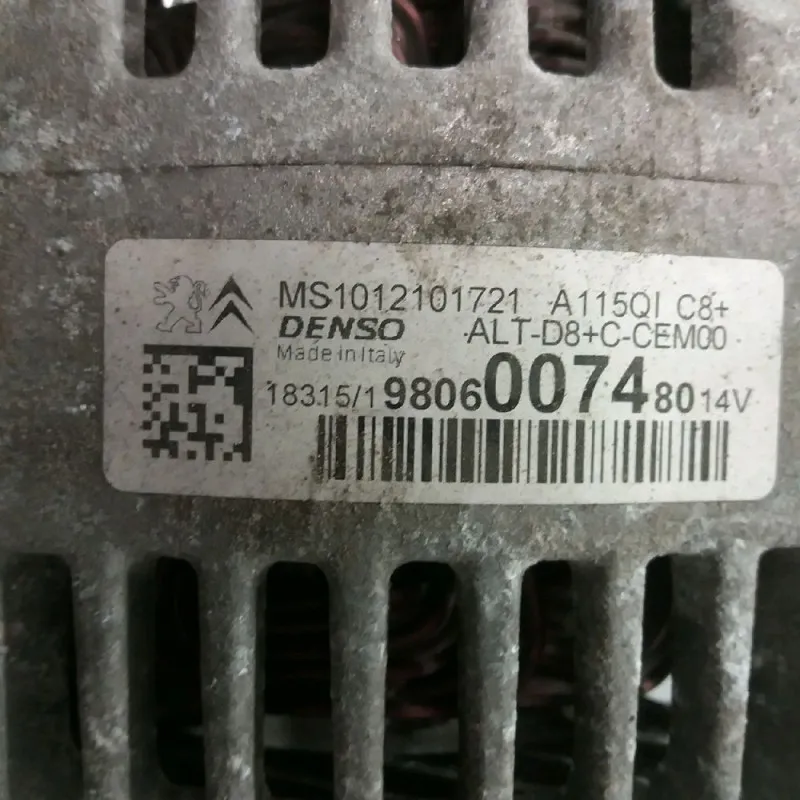 MS1012101721 A115QI C8+
DENSO ALT-D8+C-CEM00
Made in Italy
18315/1 9806007480 14V